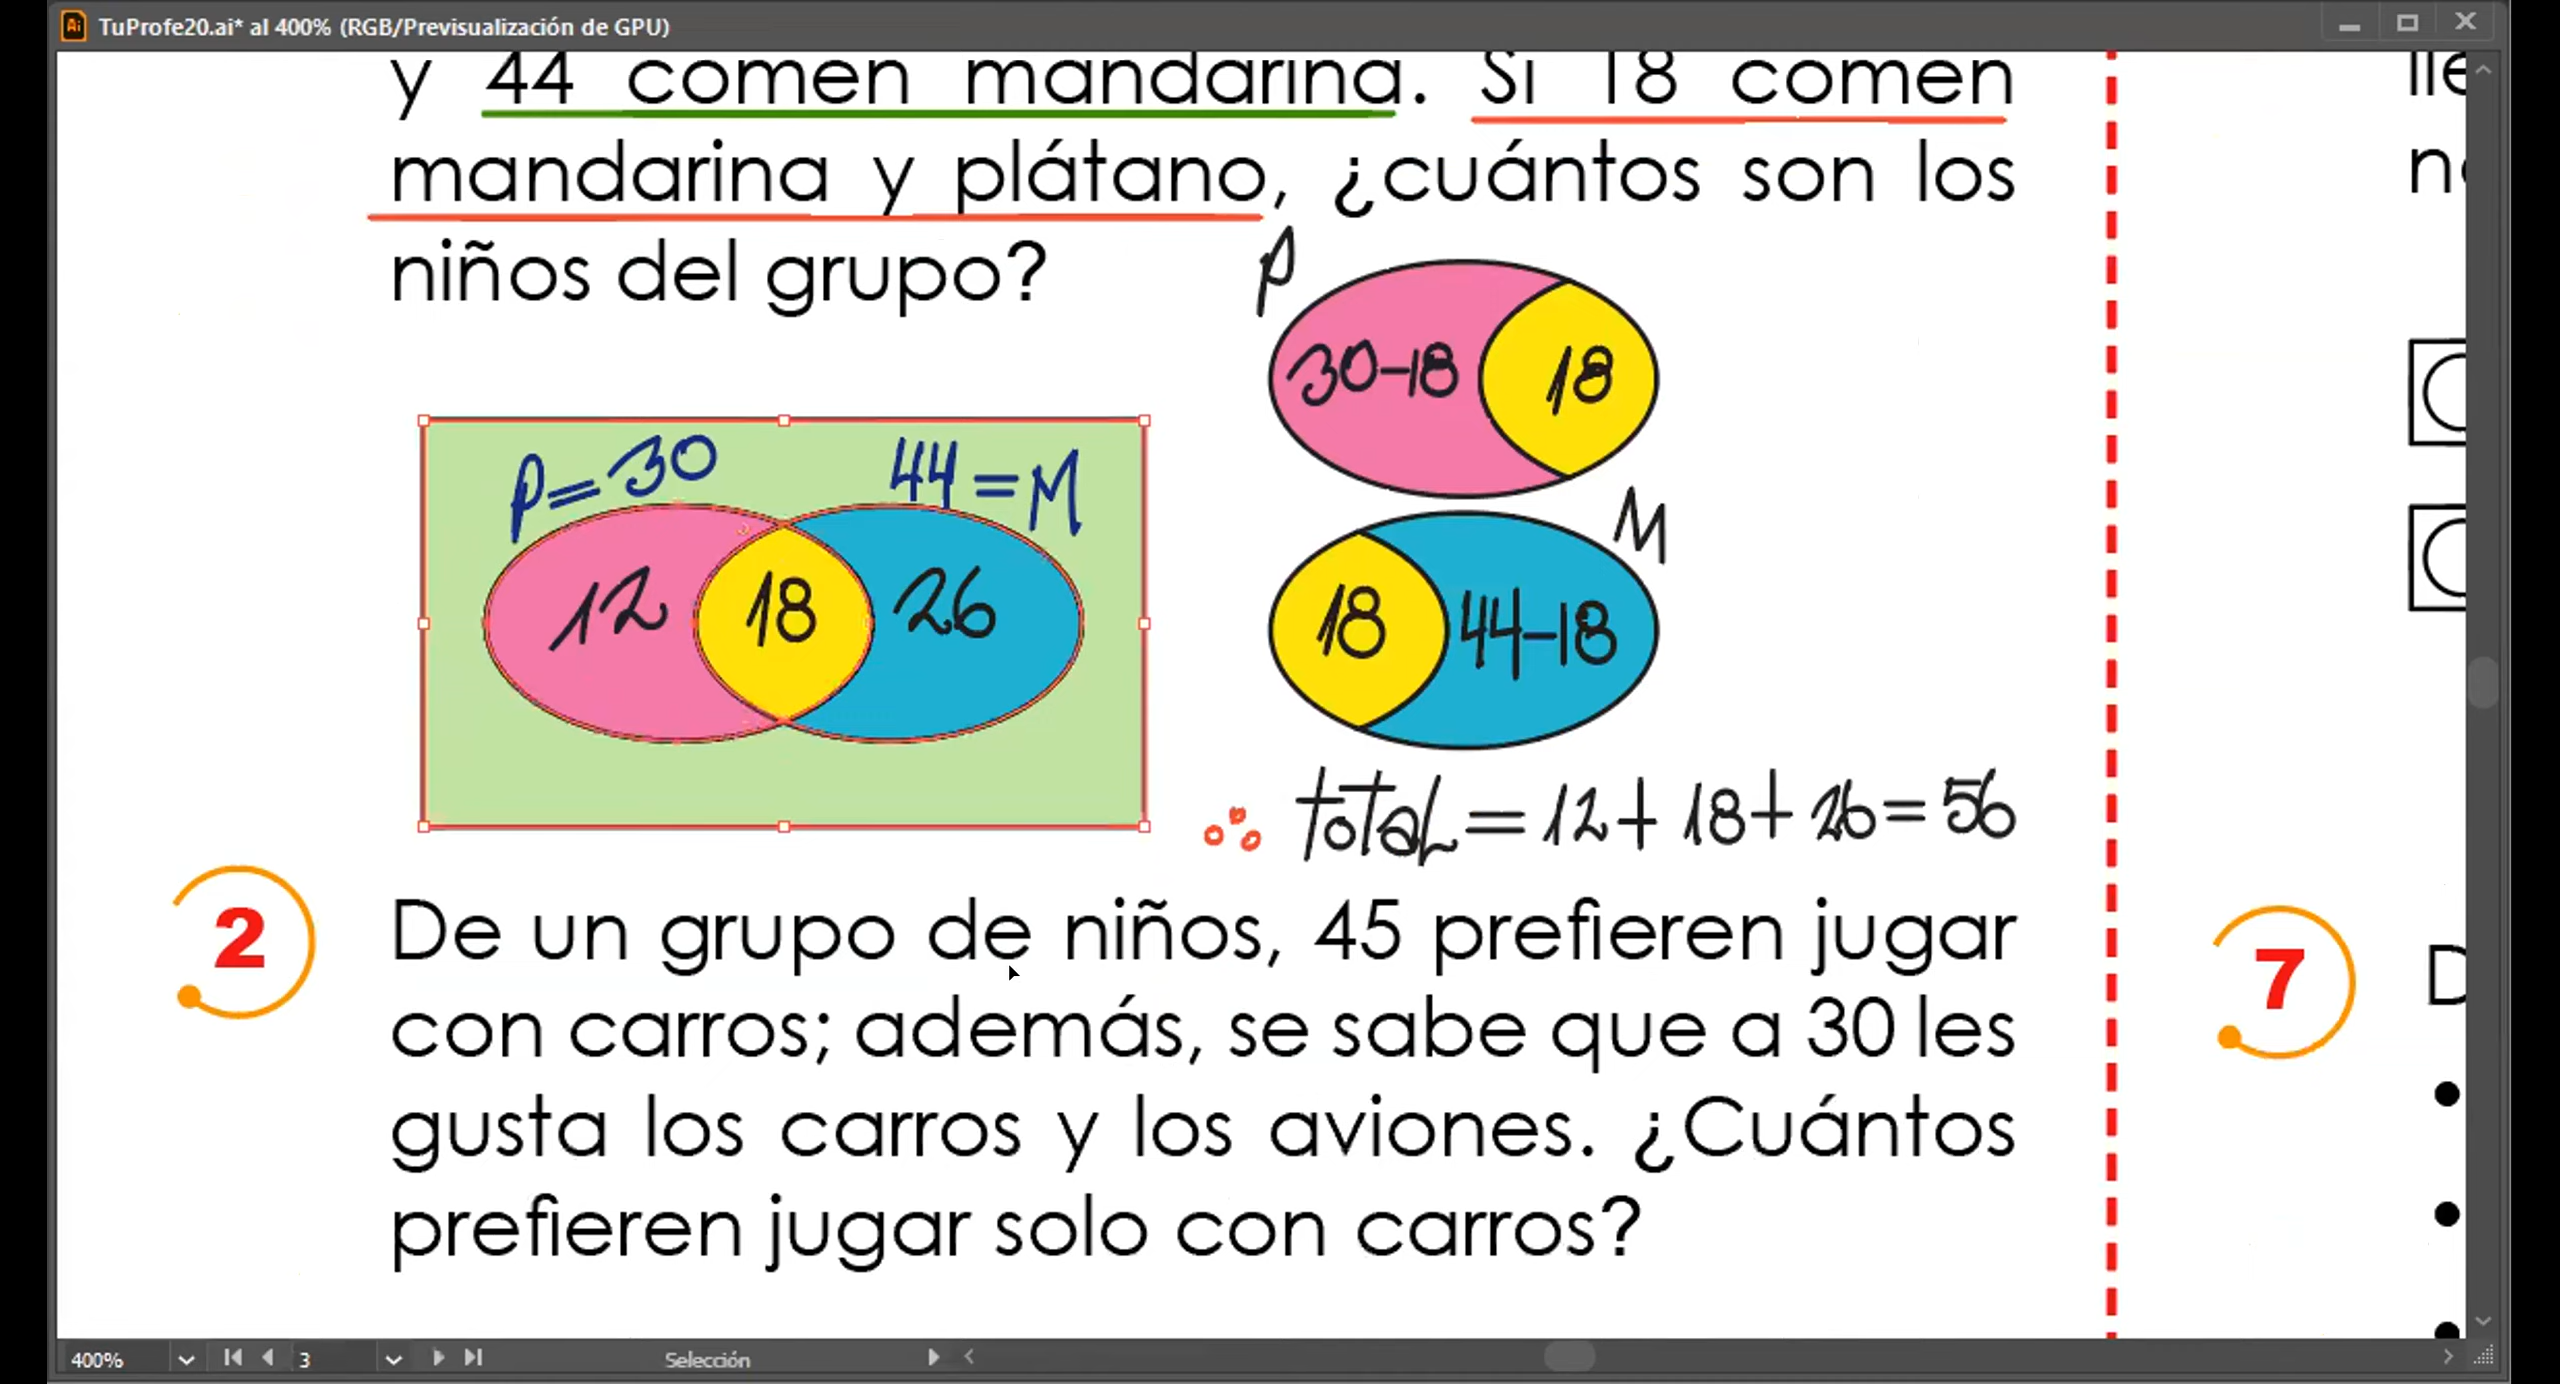 TuProfe20.ai* al 400% (RGB/Previsualización de GPU)
y 44 comen mandarina. Si 18 comen
mandarina y plátano, ¿cuántos son los
niños del grupo?
P
30-18 18
P=30 44=M
12 18 26
M
18 44-18
∴ total = 12 + 18 + 26 = 56
2
De un grupo de niños, 45 prefieren jugar
con carros; además, se sabe que a 30 les
gusta los carros y los aviones. ¿Cuántos
prefieren jugar solo con carros?
7
400%
3
Selección